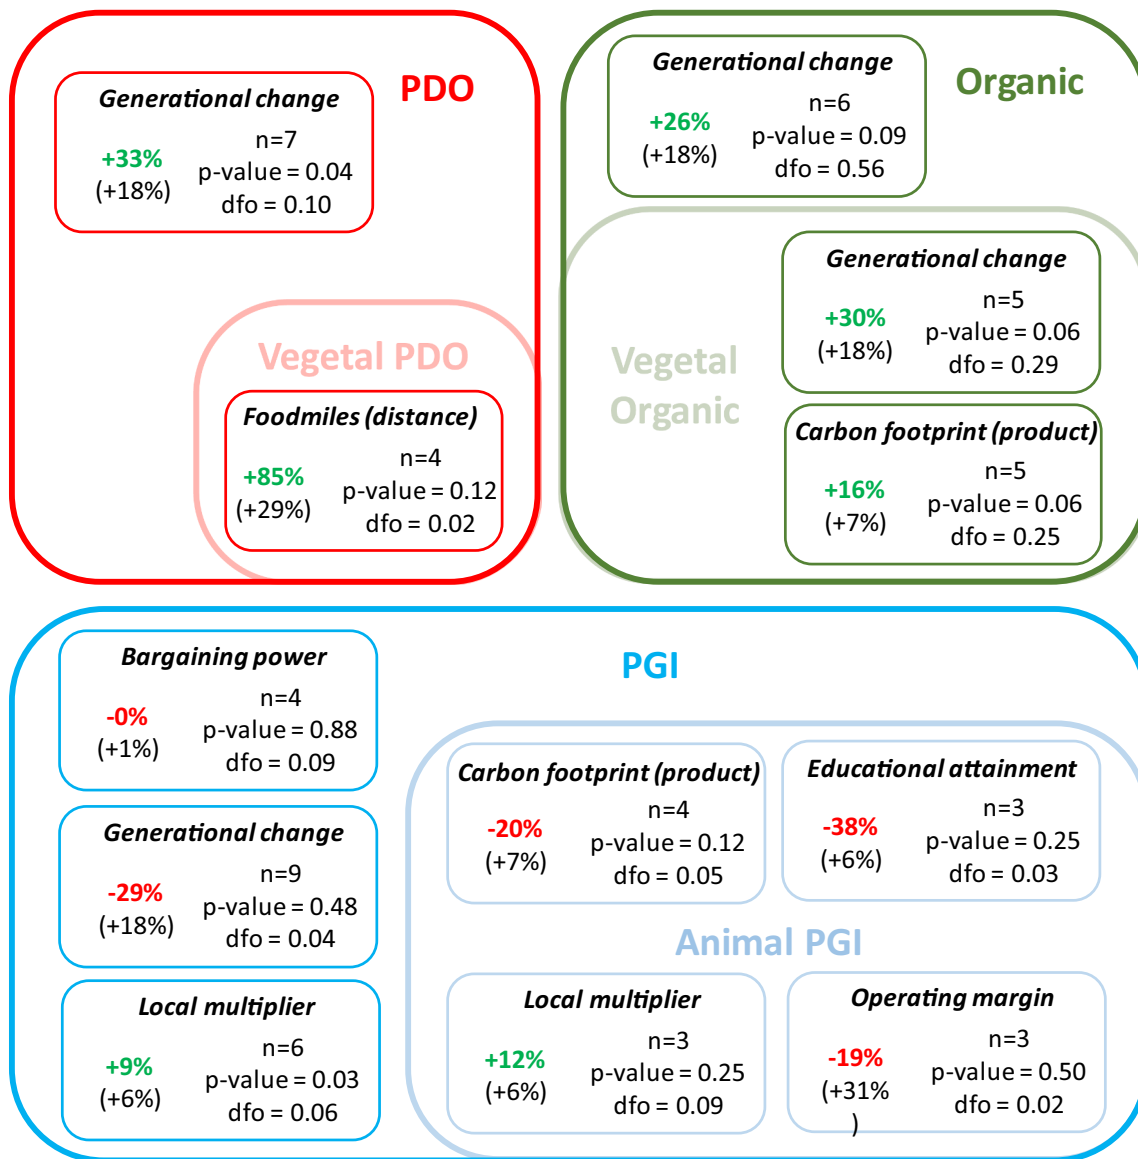 PDO
Generational change
+33%
(+18%)
n=7
p-value = 0.04
dfo = 0.10
Vegetal PDO
Foodmiles (distance)
+85%
(+29%)
n=4
p-value = 0.12
dfo = 0.02
Organic
Generational change
+26%
(+18%)
n=6
p-value = 0.09
dfo = 0.56
Vegetal
Organic
Generational change
+30%
(+18%)
n=5
p-value = 0.06
dfo = 0.29
Carbon footprint (product)
+16%
(+7%)
n=5
p-value = 0.06
dfo = 0.25
PGI
Bargaining power
-0%
(+1%)
n=4
p-value = 0.88
dfo = 0.09
Generational change
-29%
(+18%)
n=9
p-value = 0.48
dfo = 0.04
Local multiplier
+9%
(+6%)
n=6
p-value = 0.03
dfo = 0.06
Carbon footprint (product)
-20%
(+7%)
n=4
p-value = 0.12
dfo = 0.05
Educational attainment
-38%
(+6%)
n=3
p-value = 0.25
dfo = 0.03
Animal PGI
Local multiplier
+12%
(+6%)
n=3
p-value = 0.25
dfo = 0.09
Operating margin
-19%
(+31%
)
n=3
p-value = 0.50
dfo = 0.02